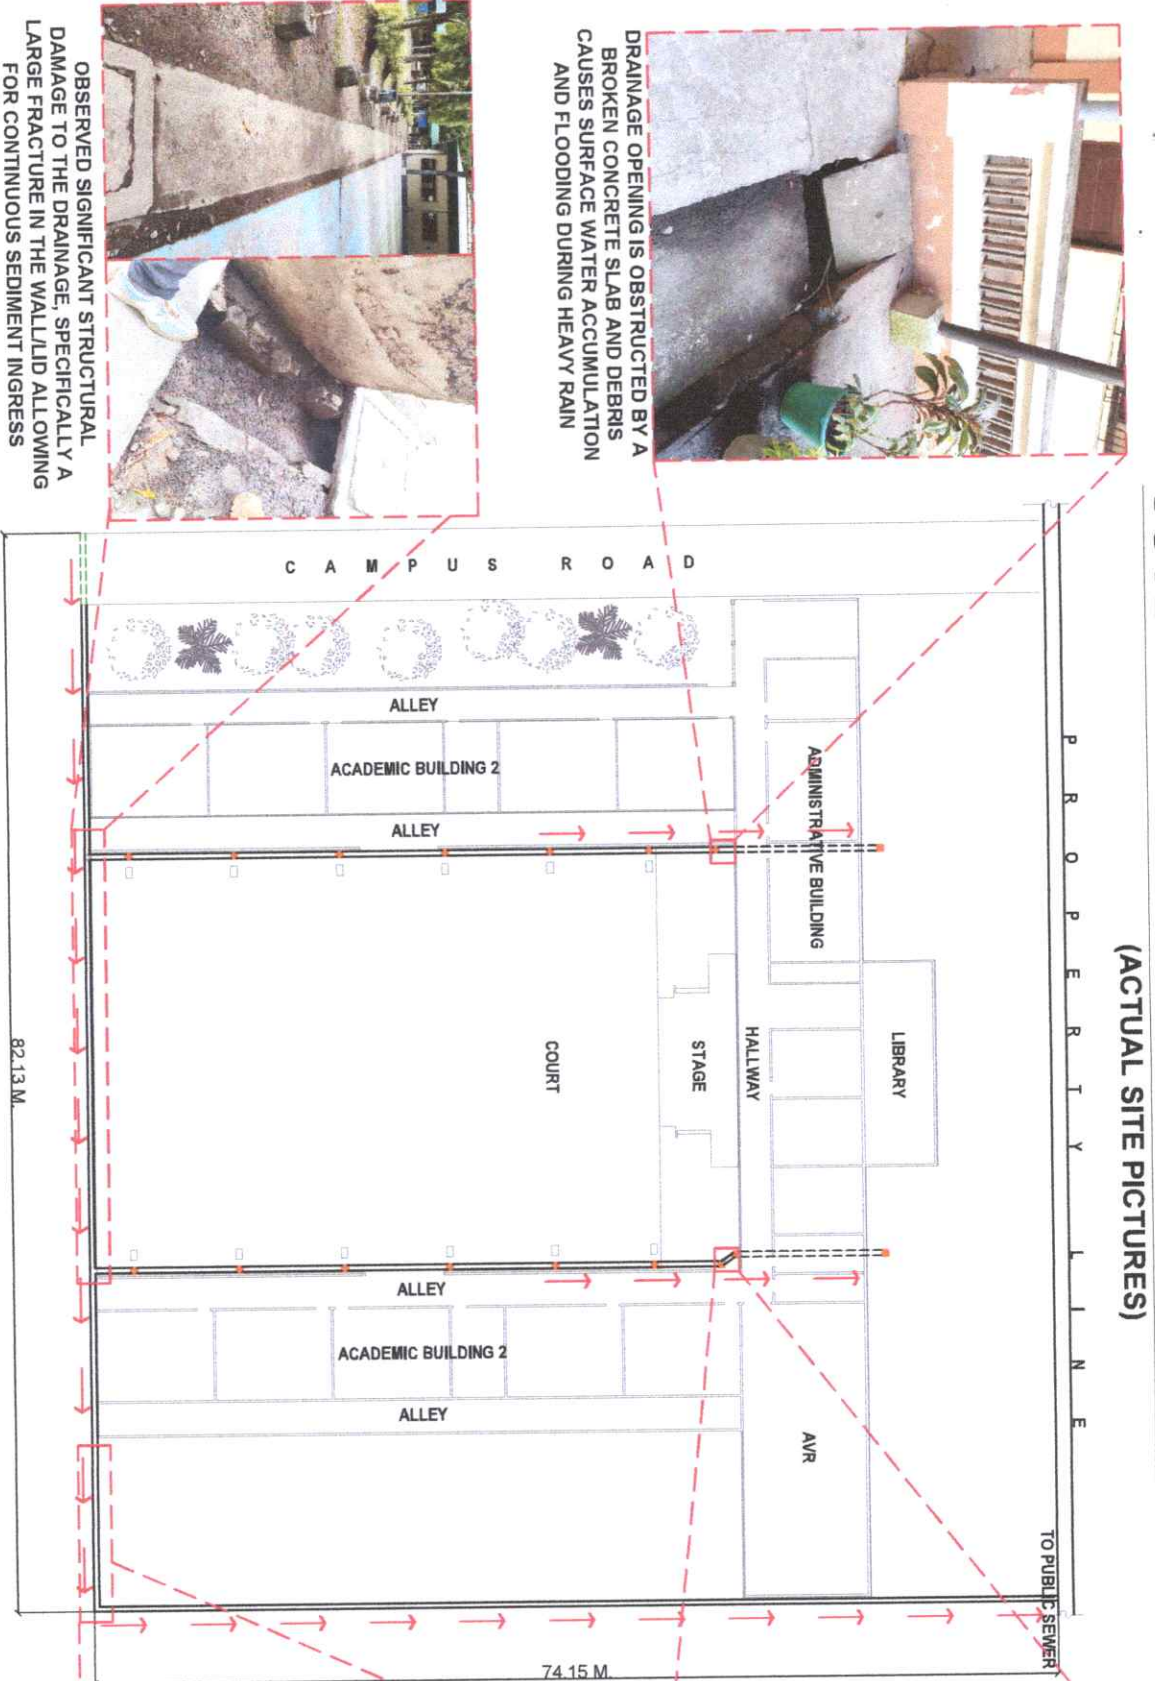 (ACTUAL SITE PICTURES)
DRAINAGE OPENING IS OBSTRUCTED BY A
BROKEN CONCRETE SLAB AND DEBRIS
CAUSES SURFACE WATER ACCUMULATION
AND FLOODING DURING HEAVY RAIN
OBSERVED SIGNIFICANT STRUCTURAL
DAMAGE TO THE DRAINAGE, SPECIFICALLY A
LARGE FRACTURE IN THE WALL/LID ALLOWING
FOR CONTINUOUS SEDIMENT INGRESS
PROPERTY LINE
TO PUBLIC SEWER
CAMPUS ROAD
LIBRARY
ADMINISTRATIVE BUILDING
AVR
HALLWAY
STAGE
COURT
ALLEY
ACADEMIC BUILDING 2
ALLEY
ALLEY
ACADEMIC BUILDING 2
ALLEY
74.15 M.
82.13 M.